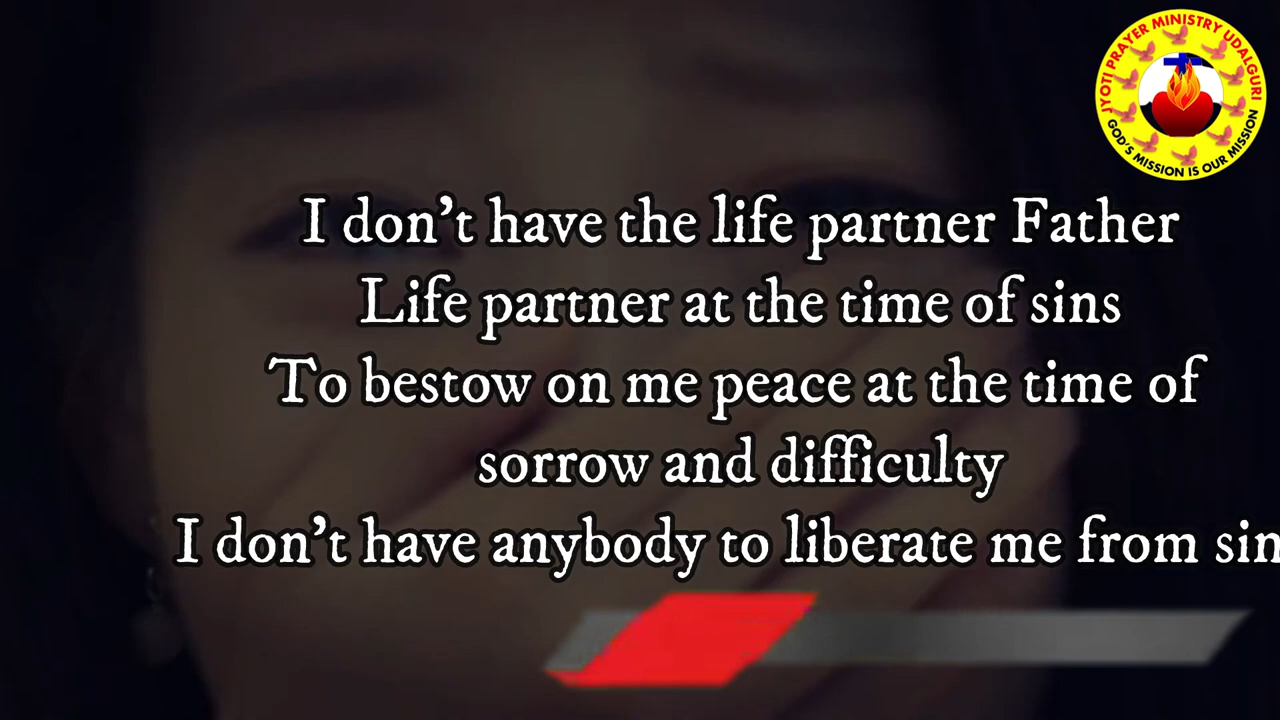 JYOTI PRAYER MINISTRY UDALGURI
GOD'S MISSION IS OUR MISSION
I don't have the life partner Father
Life partner at the time of sins
To bestow on me peace at the time of
sorrow and difficulty
I don't have anybody to liberate me from sin